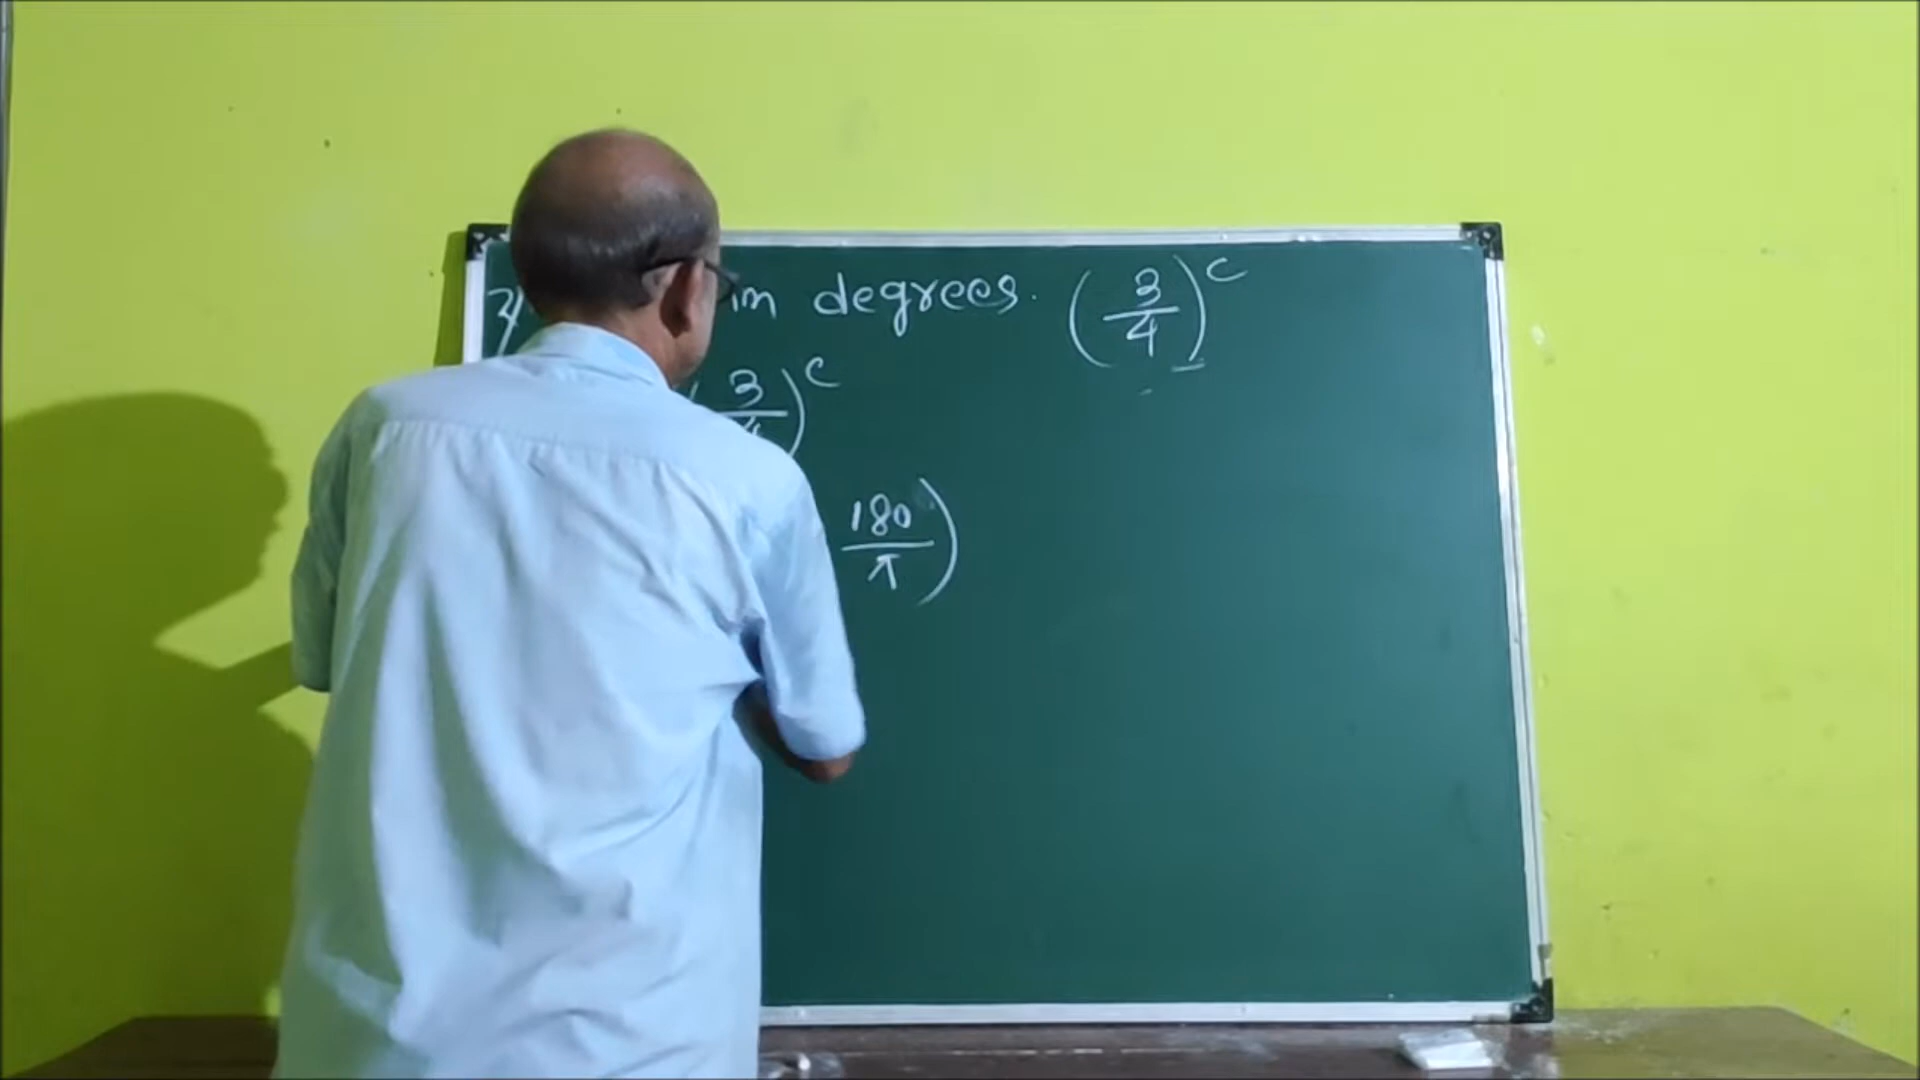 in degrees. (3/4)^c
(3/4)^c
180/π)